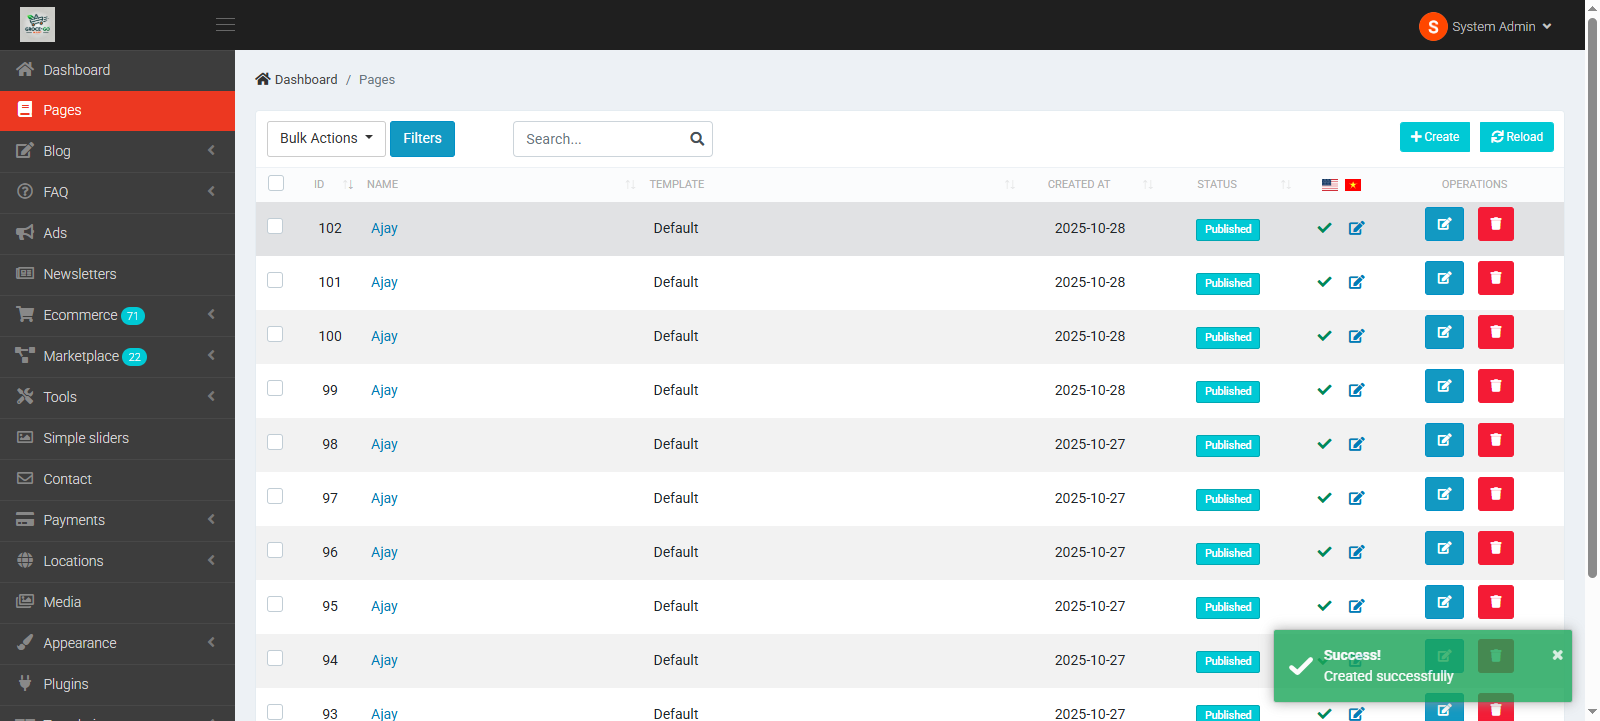 GROCE-GO
S System Admin
Dashboard
Pages
Blog
FAQ
Ads
Newsletters
Ecommerce 71
Marketplace 22
Tools
Simple sliders
Contact
Payments
Locations
Media
Appearance
Plugins
Dashboard / Pages
Bulk Actions Filters Search... Create Reload
ID NAME TEMPLATE CREATED AT STATUS OPERATIONS
102 Ajay Default 2025-10-28 Published
101 Ajay Default 2025-10-28 Published
100 Ajay Default 2025-10-28 Published
99 Ajay Default 2025-10-28 Published
98 Ajay Default 2025-10-27 Published
97 Ajay Default 2025-10-27 Published
96 Ajay Default 2025-10-27 Published
95 Ajay Default 2025-10-27 Published
94 Ajay Default 2025-10-27 Published
93 Ajay Default 2025-10-27 Published
Success!
Created successfully